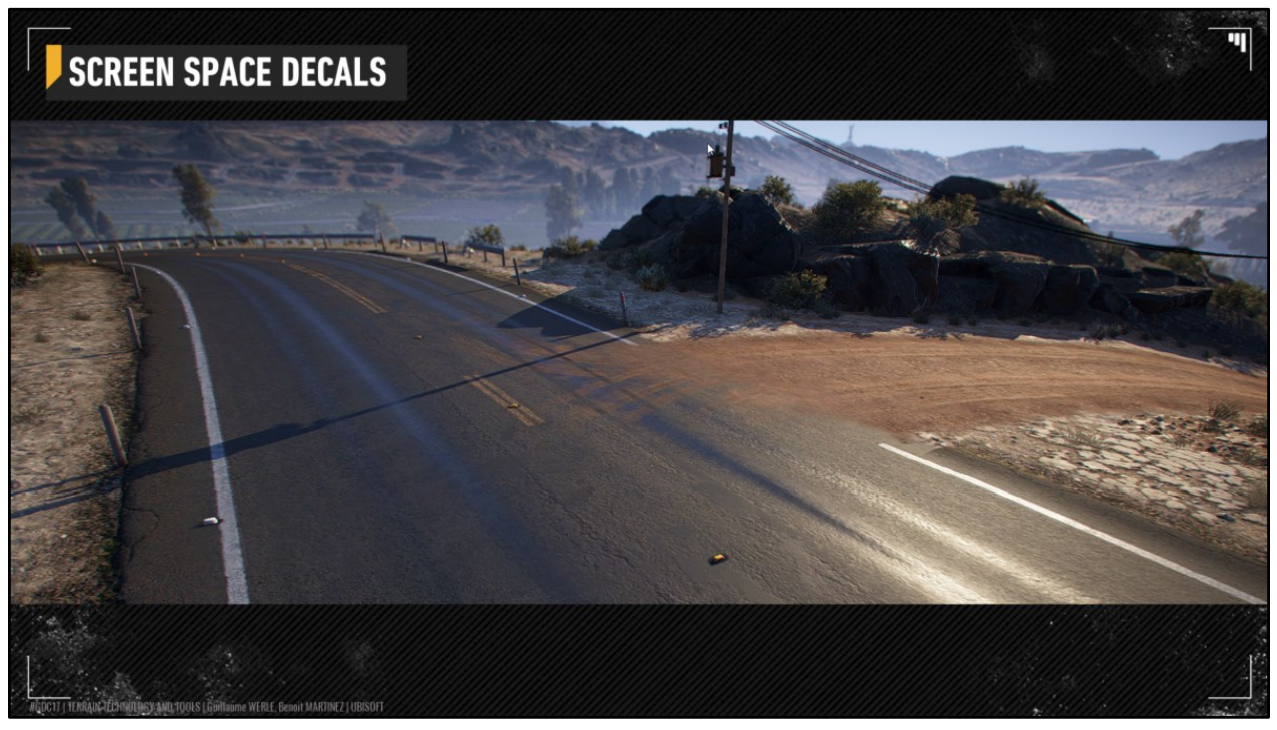 SCREEN SPACE DECALS
#GDC17 | TERRAIN TECHNOLOGY AND TOOLS | Guillaume WERLE, Benoit MARTINEZ | UBISOFT